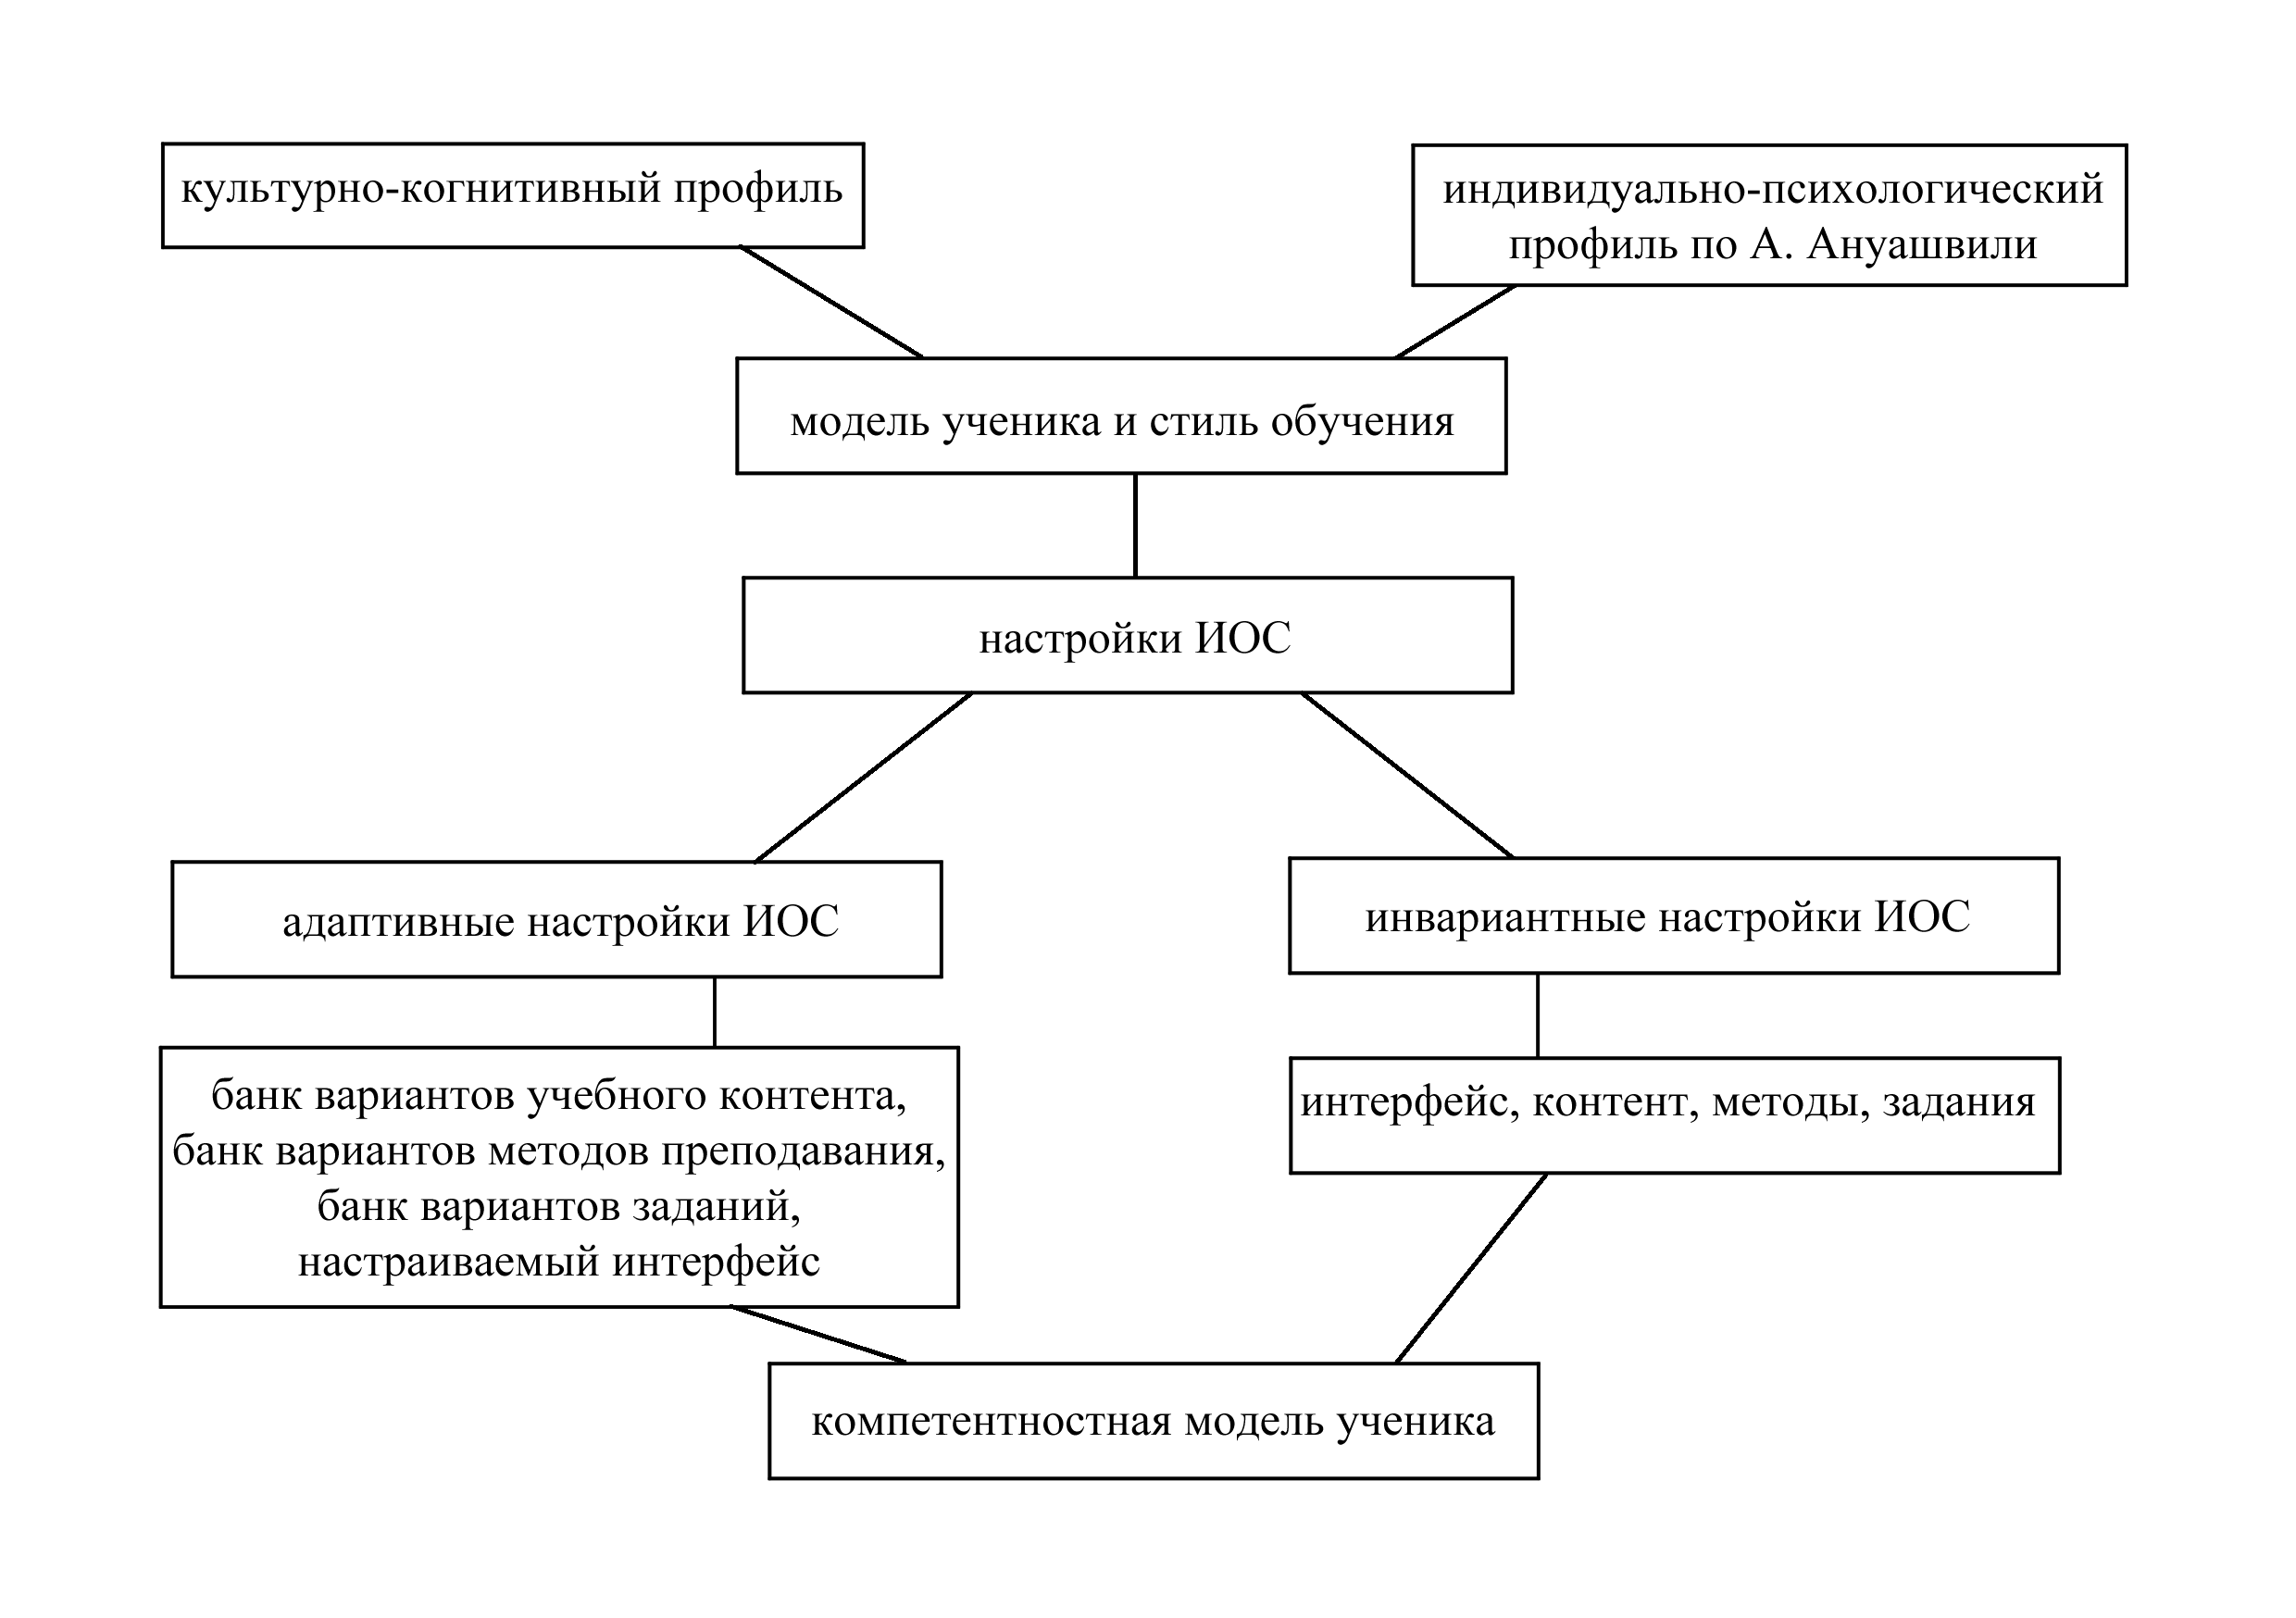 культурно-когнитивный профиль
индивидуально-психологический
профиль по А. Ануашвили
модель ученика и стиль обучения
настройки ИОС
адаптивные настройки ИОС
инвариантные настройки ИОС
банк вариантов учебного контента,
банк вариантов методов преподавания,
банк вариантов заданий,
настраиваемый интерфейс
интерфейс, контент, методы, задания
компетентностная модель ученика